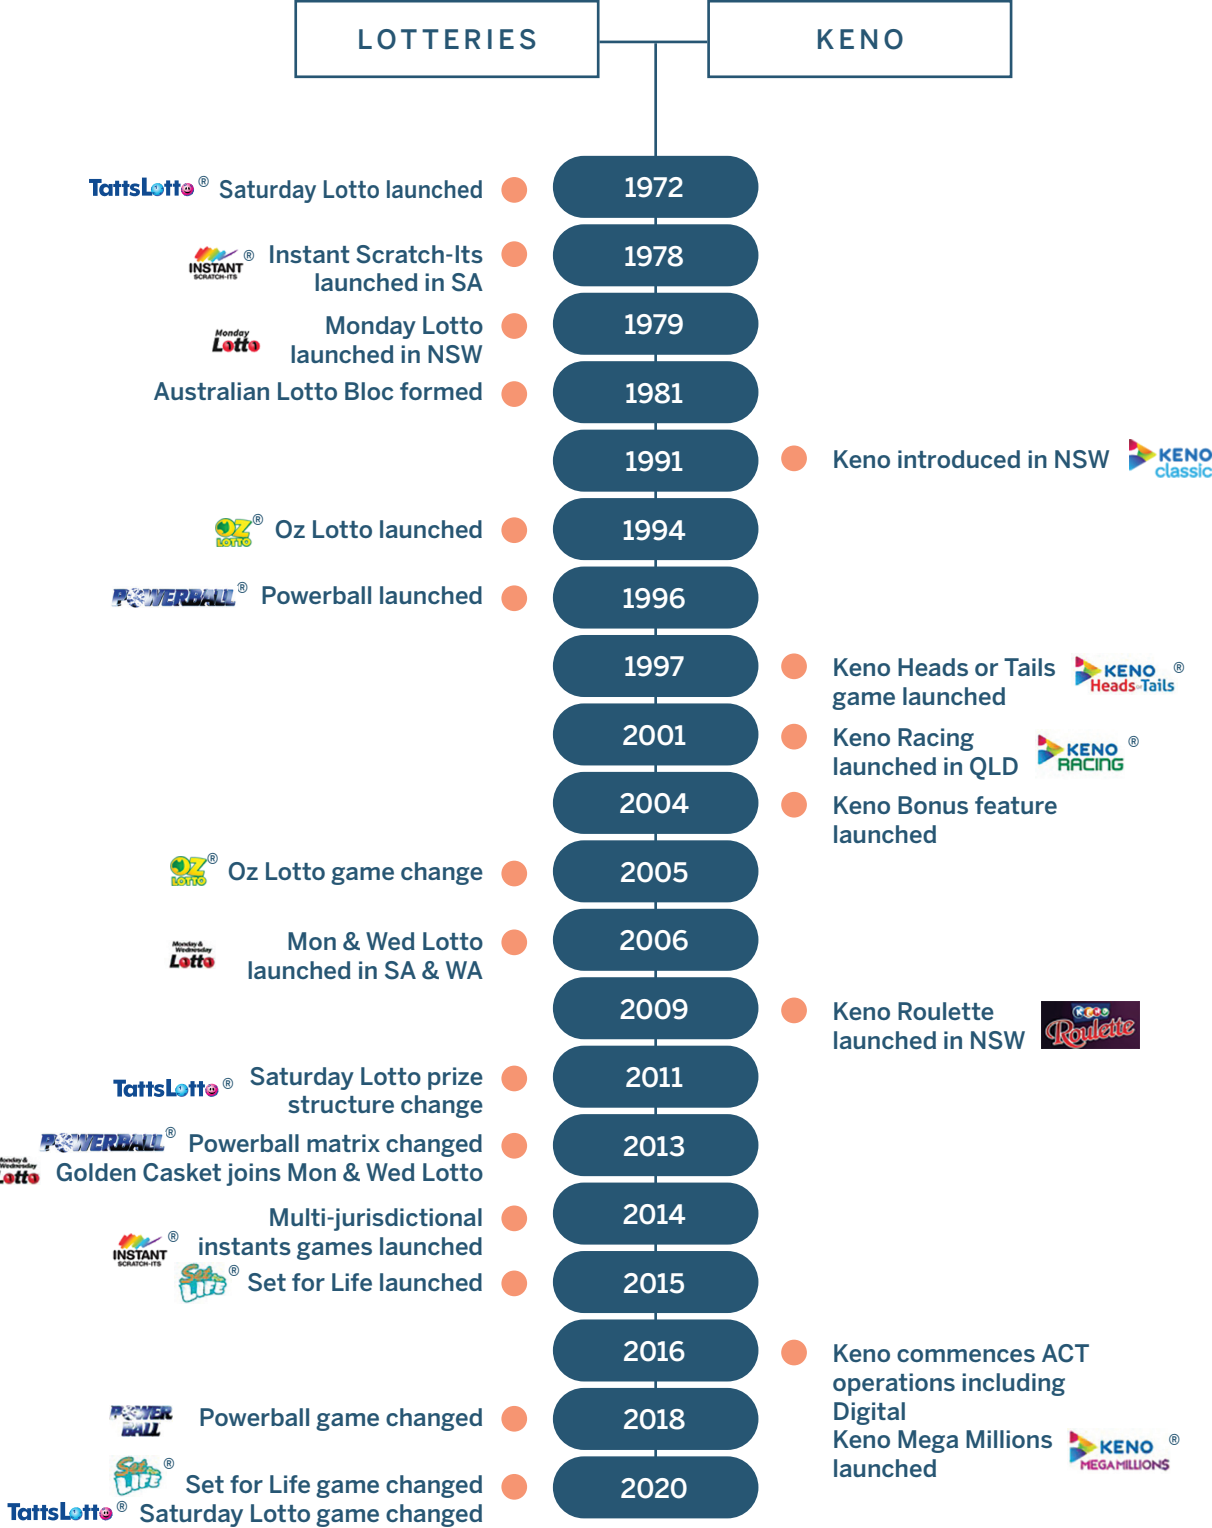 LOTTERIES
KENO
1972
TattsLotto® Saturday Lotto launched
1978
INSTANT ® Instant Scratch-Its
SCRATCH-ITS launched in SA
1979
Monday Lotto Monday Lotto
launched in NSW
1981
Australian Lotto Bloc formed
1991
Keno introduced in NSW KENO
classic
1994
OZ LOTTO ® Oz Lotto launched
1996
POWERBALL ® Powerball launched
1997
Keno Heads or Tails KENO ®
game launched Heads or Tails
2001
Keno Racing KENO ®
launched in QLD RACING
2004
Keno Bonus feature
launched
2005
OZ LOTTO ® Oz Lotto game change
2006
Monday & Wednesday Lotto Mon & Wed Lotto
launched in SA & WA
2009
Keno Roulette KENO
launched in NSW Roulette
2011
TattsLotto® Saturday Lotto prize
structure change
2013
POWERBALL ® Powerball matrix changed
Monday & Wednesday Lotto Golden Casket joins Mon & Wed Lotto
2014
Multi-jurisdictional
INSTANT SCRATCH-ITS ® instants games launched
2015
Set for LIFE ® Set for Life launched
2016
Keno commences ACT
operations including
Digital
Keno Mega Millions KENO ®
launched MEGA MILLIONS
2018
POWER BALL Powerball game changed
2020
Set for LIFE ® Set for Life game changed
TattsLotto® Saturday Lotto game changed